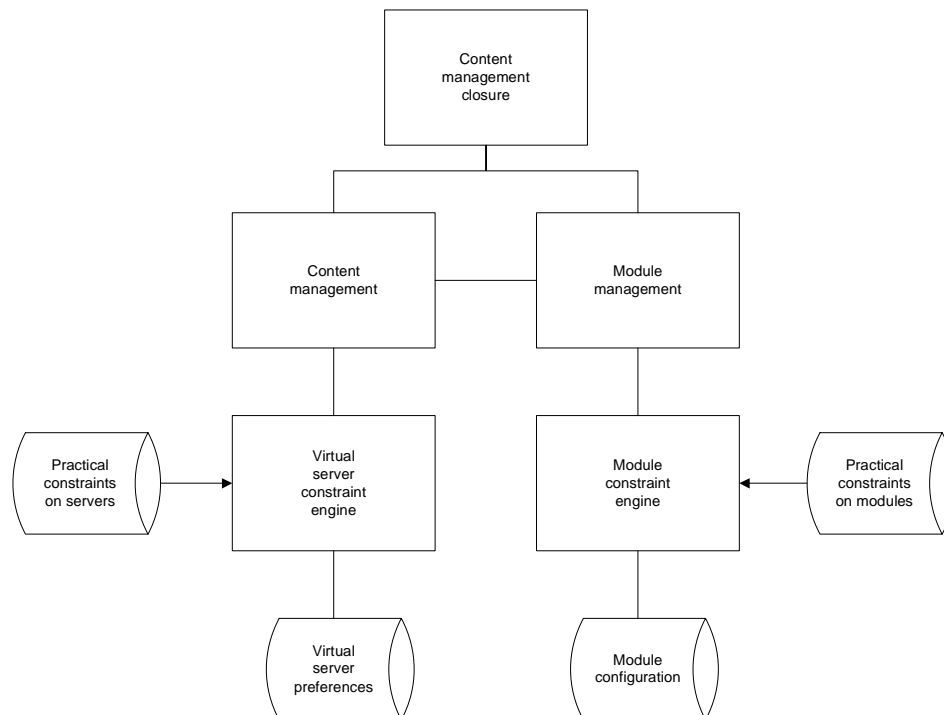 Content
management
closure
Content
management
Module
management
Practical
constraints
on servers
Virtual
server
constraint
engine
Module
constraint
engine
Practical
constraints
on modules
Virtual
server
preferences
Module
configuration